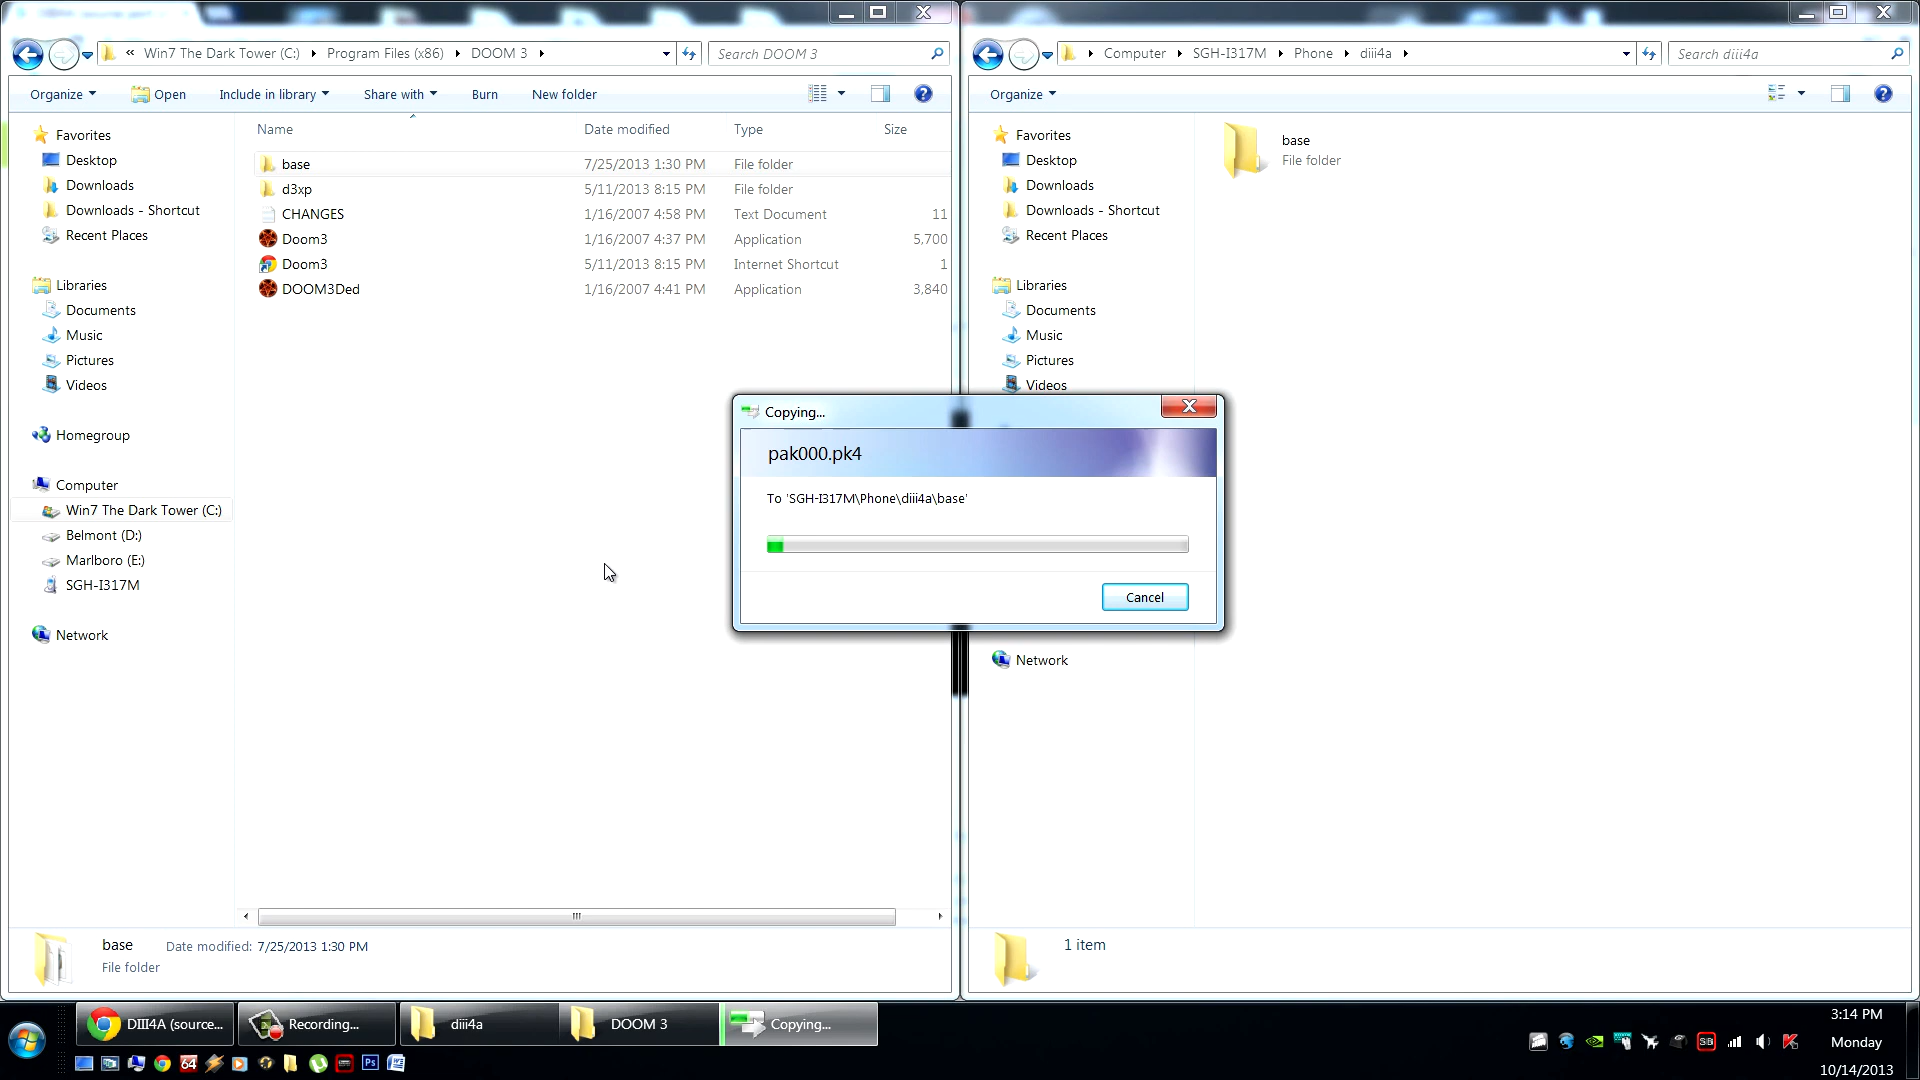 « Win7 The Dark Tower (C:) Program Files (x86) DOOM 3
Search DOOM 3
Organize Open Include in library Share with Burn New folder
Favorites
Desktop
Downloads
Downloads - Shortcut
Recent Places
Libraries
Documents
Music
Pictures
Videos
Homegroup
Computer
Win7 The Dark Tower (C:)
Belmont (D:)
Marlboro (E:)
SGH-I317M
Network
Name Date modified Type Size
base 7/25/2013 1:30 PM File folder
d3xp 5/11/2013 8:15 PM File folder
CHANGES 1/16/2007 4:58 PM Text Document 11
Doom3 1/16/2007 4:37 PM Application 5,700
Doom3 5/11/2013 8:15 PM Internet Shortcut 1
DOOM3Ded 1/16/2007 4:41 PM Application 3,840
base Date modified: 7/25/2013 1:30 PM
File folder
Computer SGH-I317M Phone diii4a
Search diii4a
Organize
Favorites
Desktop
Downloads
Downloads - Shortcut
Recent Places
Libraries
Documents
Music
Pictures
Videos
Network
base
File folder
1 item
Copying...
pak000.pk4
To 'SGH-I317M\Phone\diii4a\base'
Cancel
DIII4A (source... Recording... diii4a DOOM 3 Copying...
64
Ps
3:14 PM
Monday
10/14/2013